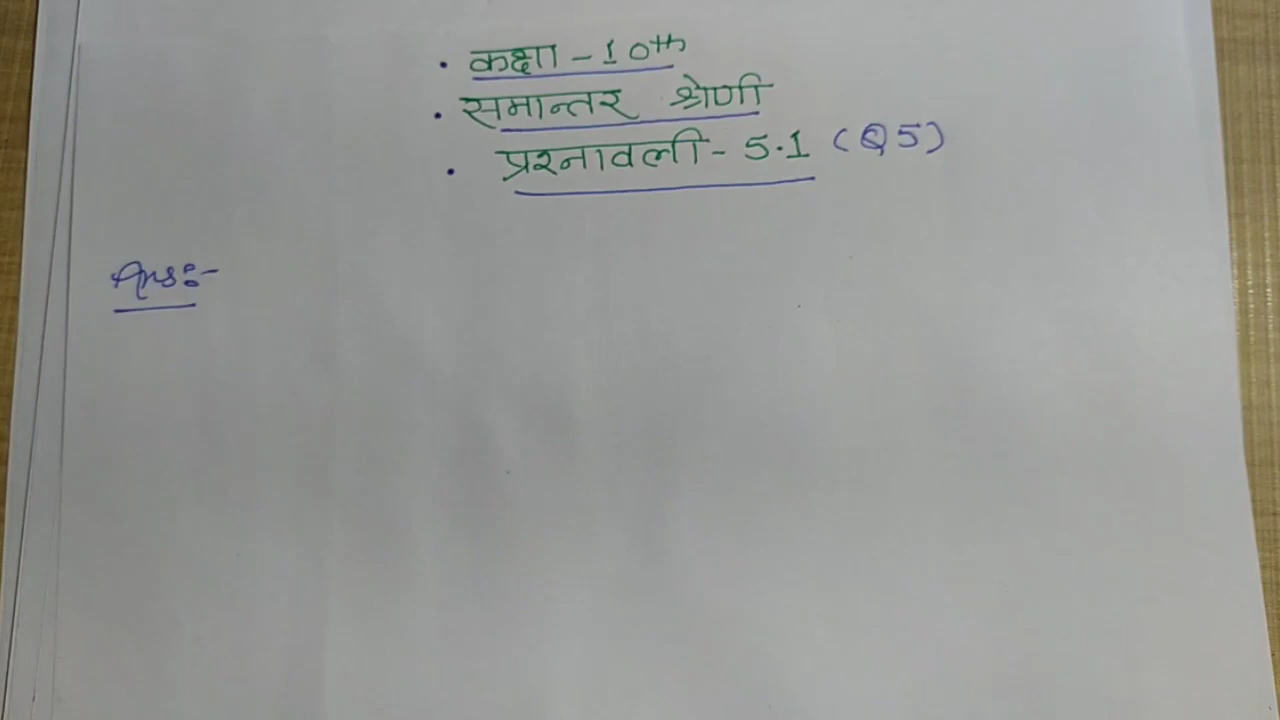 • कक्षा - 10th
• समान्तर श्रेणी
• प्रश्नावली - 5.1 (Q5)
Ans:-